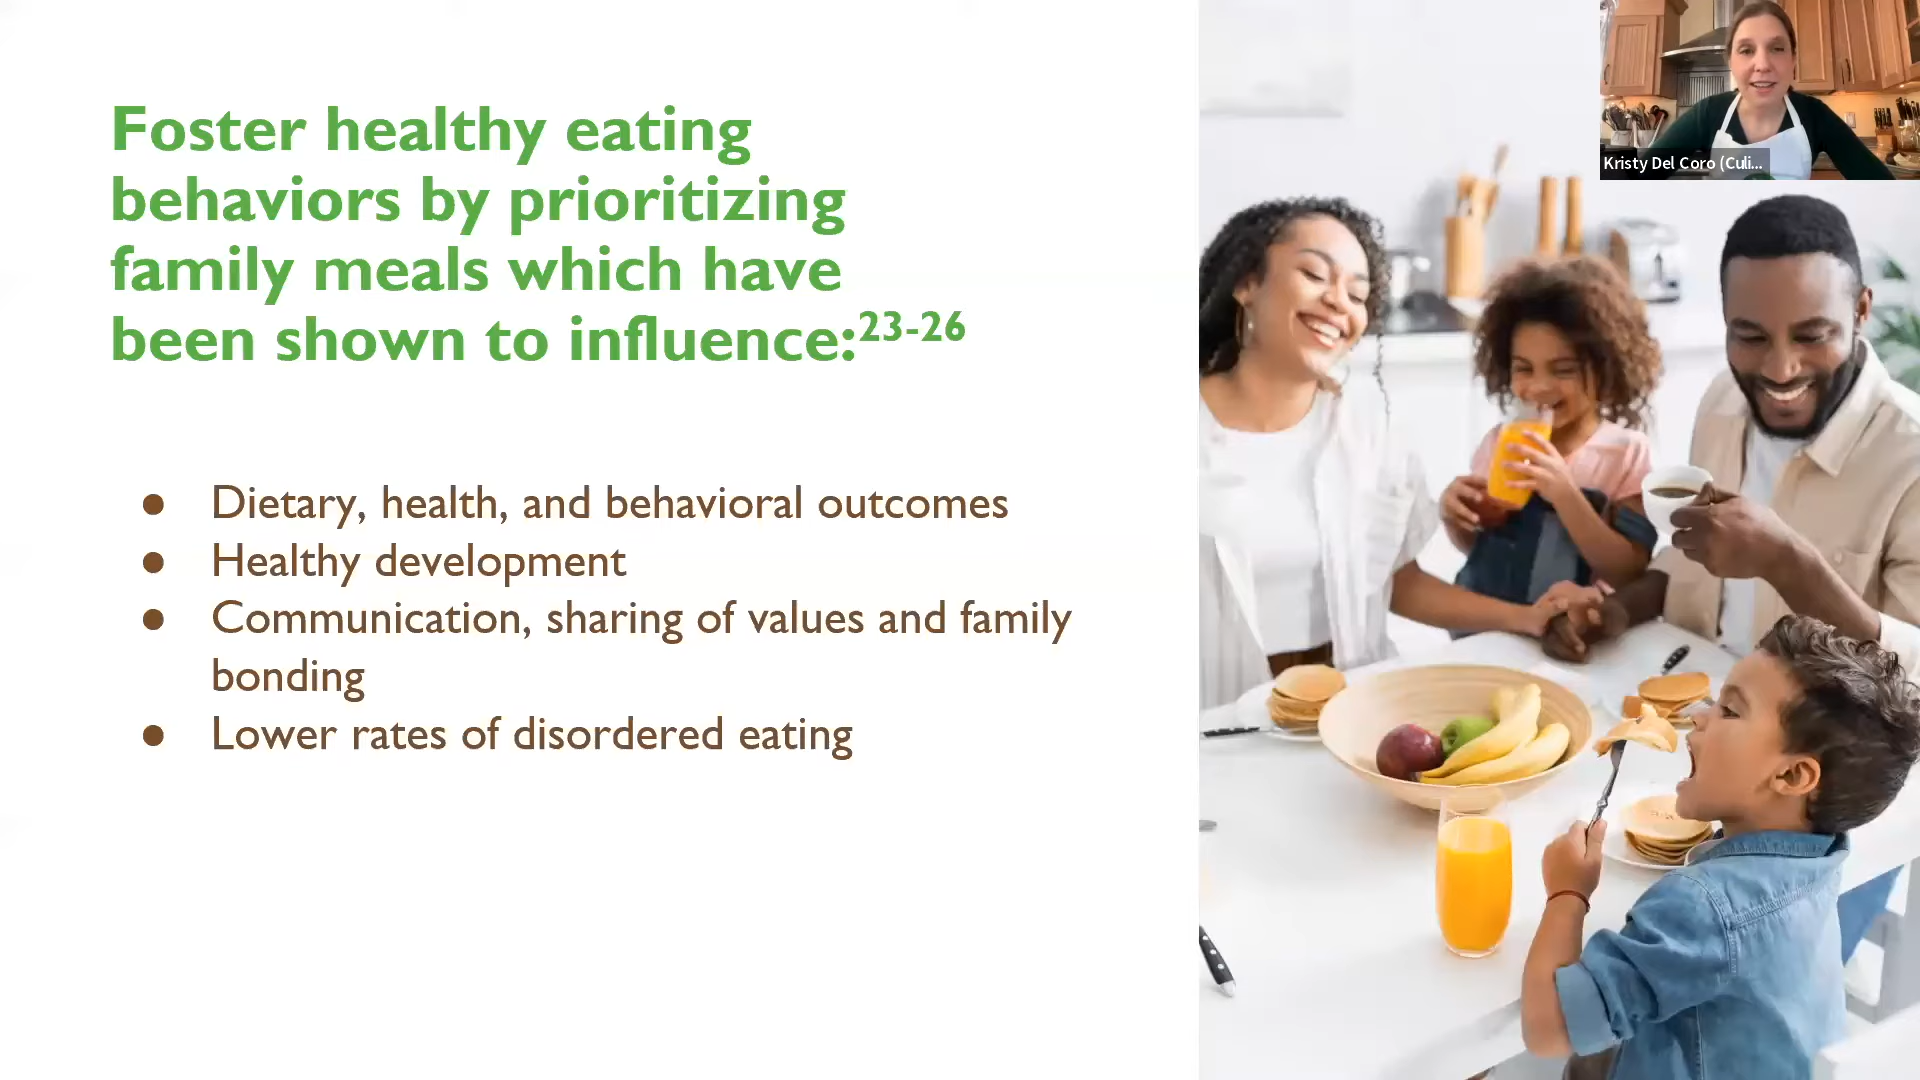 Foster healthy eating
behaviors by prioritizing
family meals which have
been shown to influence:23-26
● Dietary, health, and behavioral outcomes
● Healthy development
● Communication, sharing of values and family
bonding
● Lower rates of disordered eating
Kristy Del Coro (Culi...